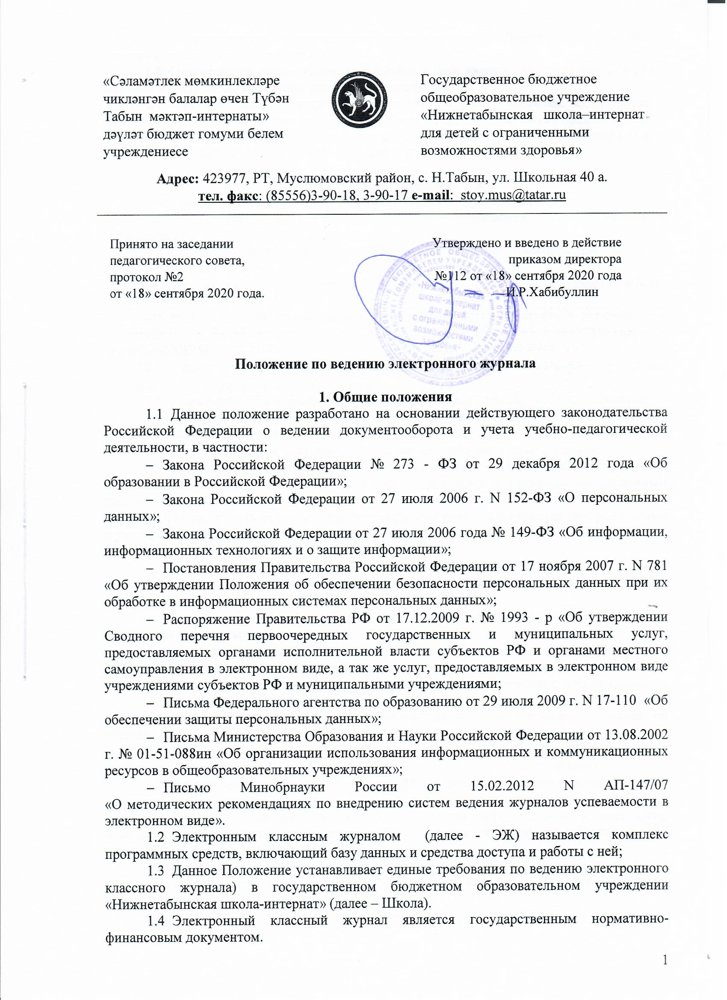 «Сәламәтлек мөмкинлекләре
чикләнгән балалар өчен Түбән
Табын мәктәп-интернаты»
дәүләт бюджет гомуми белем
учреждениесе
Государственное бюджетное
общеобразовательное учреждение
«Нижнетабынская школа–интернат
для детей с ограниченными
возможностями здоровья»
Адрес: 423977, РТ, Муслюмовский район, с. Н.Табын, ул. Школьная 40 а.
тел. факс: (85556)3-90-18, 3-90-17 e-mail: stoy.mus@tatar.ru
Принято на заседании
педагогического совета,
протокол №2
от «18» сентября 2020 года.
Утверждено и введено в действие
приказом директора
№112 от «18» сентября 2020 года
И.Р.Хабибуллин
«Нижнетабынская
школа-интернат
для детей
с ограниченными
возможностями
здоровья»
Положение по ведению электронного журнала
1. Общие положения
1.1 Данное положение разработано на основании действующего законодательства
Российской Федерации о ведении документооборота и учета учебно-педагогической
деятельности, в частности:
– Закона Российской Федерации № 273 - ФЗ от 29 декабря 2012 года «Об
образовании в Российской Федерации»;
– Закона Российской Федерации от 27 июля 2006 г. N 152-ФЗ «О персональных
данных»;
– Закона Российской Федерации от 27 июля 2006 года № 149-ФЗ «Об информации,
информационных технологиях и о защите информации»;
– Постановления Правительства Российской Федерации от 17 ноября 2007 г. N 781
«Об утверждении Положения об обеспечении безопасности персональных данных при их
обработке в информационных системах персональных данных»;
– Распоряжение Правительства РФ от 17.12.2009 г. № 1993 - р «Об утверждении
Сводного перечня первоочередных государственных и муниципальных услуг,
предоставляемых органами исполнительной власти субъектов РФ и органами местного
самоуправления в электронном виде, а так же услуг, предоставляемых в электронном виде
учреждениями субъектов РФ и муниципальными учреждениями;
– Письма Федерального агентства по образованию от 29 июля 2009 г. N 17-110 «Об
обеспечении защиты персональных данных»;
– Письма Министерства Образования и Науки Российской Федерации от 13.08.2002
г. № 01-51-088ин «Об организации использования информационных и коммуникационных
ресурсов в общеобразовательных учреждениях»;
– Письмо Минобрнауки России от 15.02.2012 N АП-147/07
«О методических рекомендациях по внедрению систем ведения журналов успеваемости в
электронном виде».
1.2 Электронным классным журналом (далее - ЭЖ) называется комплекс
программных средств, включающий базу данных и средства доступа и работы с ней;
1.3 Данное Положение устанавливает единые требования по ведению электронного
классного журнала) в государственном бюджетном образовательном учреждении
«Нижнетабынская школа-интернат» (далее – Школа).
1.4 Электронный классный журнал является государственным нормативно-
финансовым документом.
1